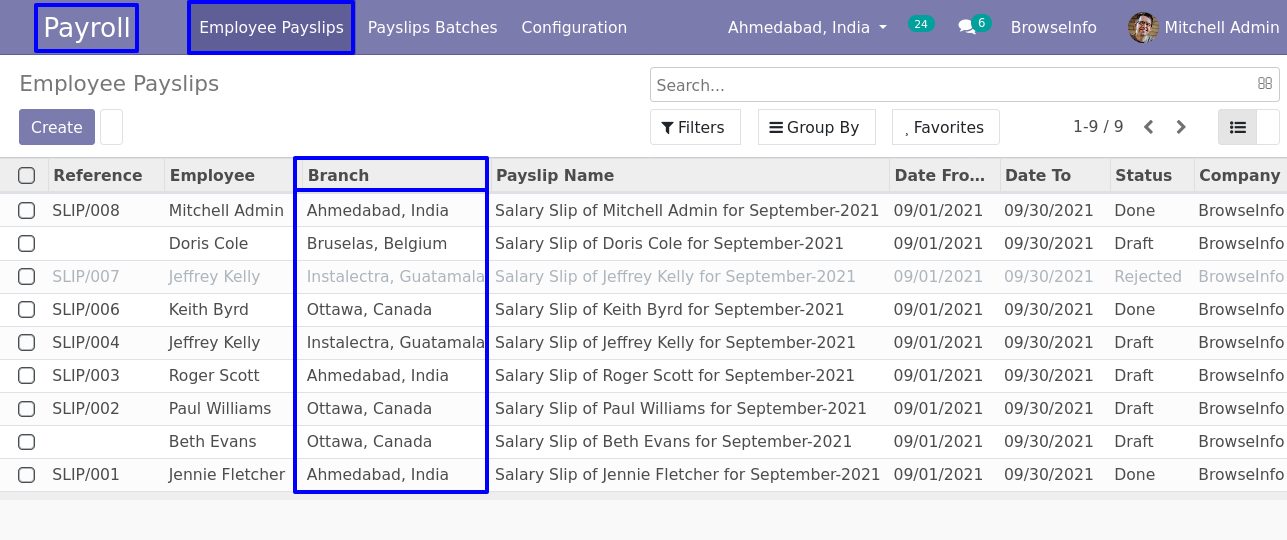 Payroll Employee Payslips Payslips Batches Configuration Ahmedabad, India 24 6 BrowseInfo Mitchell Admin
Employee Payslips Search...
Create Filters Group By Favorites 1-9 / 9
Reference Employee Branch Payslip Name Date Fro... Date To Status Company
SLIP/008 Mitchell Admin Ahmedabad, India Salary Slip of Mitchell Admin for September-2021 09/01/2021 09/30/2021 Done BrowseInfo
Doris Cole Bruselas, Belgium Salary Slip of Doris Cole for September-2021 09/01/2021 09/30/2021 Draft BrowseInfo
SLIP/007 Jeffrey Kelly Instalectra, Guatamala Salary Slip of Jeffrey Kelly for September-2021 09/01/2021 09/30/2021 Rejected BrowseInfo
SLIP/006 Keith Byrd Ottawa, Canada Salary Slip of Keith Byrd for September-2021 09/01/2021 09/30/2021 Done BrowseInfo
SLIP/004 Jeffrey Kelly Instalectra, Guatamala Salary Slip of Jeffrey Kelly for September-2021 09/01/2021 09/30/2021 Draft BrowseInfo
SLIP/003 Roger Scott Ahmedabad, India Salary Slip of Roger Scott for September-2021 09/01/2021 09/30/2021 Draft BrowseInfo
SLIP/002 Paul Williams Ottawa, Canada Salary Slip of Paul Williams for September-2021 09/01/2021 09/30/2021 Draft BrowseInfo
Beth Evans Ottawa, Canada Salary Slip of Beth Evans for September-2021 09/01/2021 09/30/2021 Draft BrowseInfo
SLIP/001 Jennie Fletcher Ahmedabad, India Salary Slip of Jennie Fletcher for September-2021 09/01/2021 09/30/2021 Done BrowseInfo